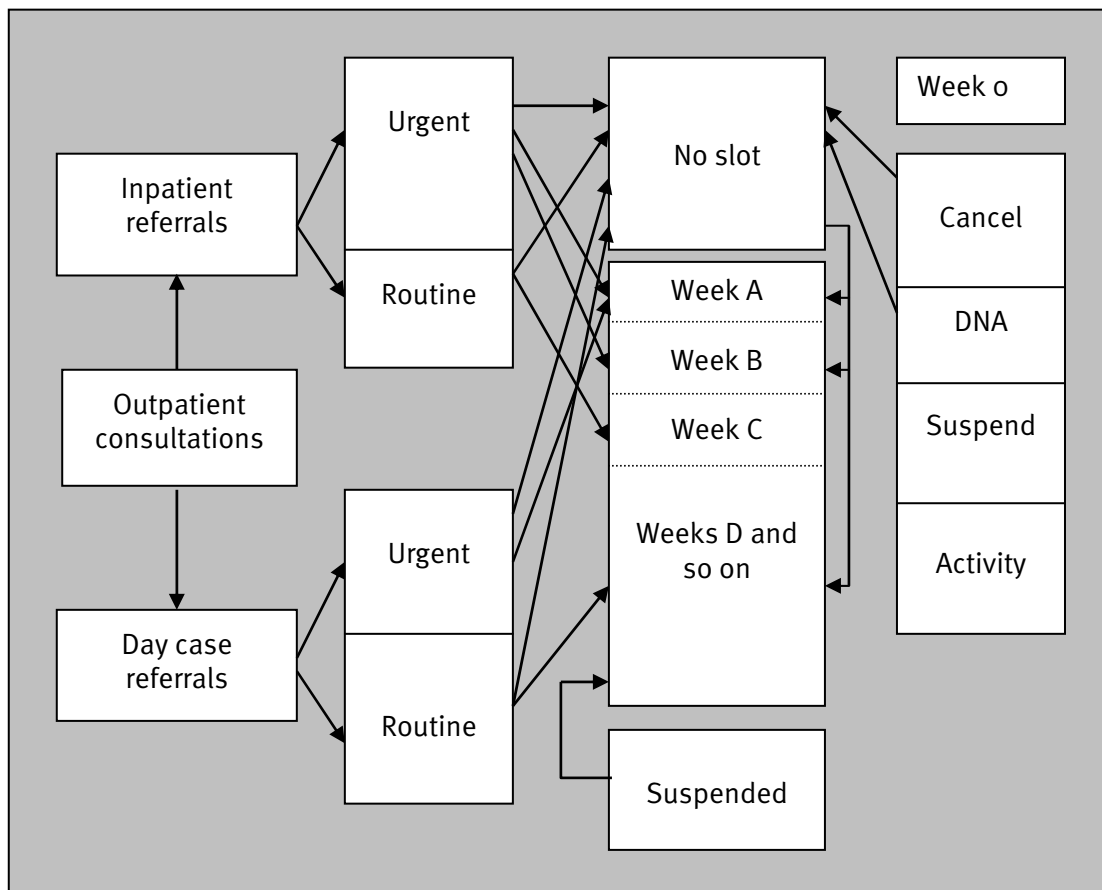 Urgent
Inpatient
referrals
Routine
Outpatient
consultations
Urgent
Day case
referrals
Routine
No slot
Week A
Week B
Week C
Weeks D and
so on
Suspended
Week 0
Cancel
DNA
Suspend
Activity